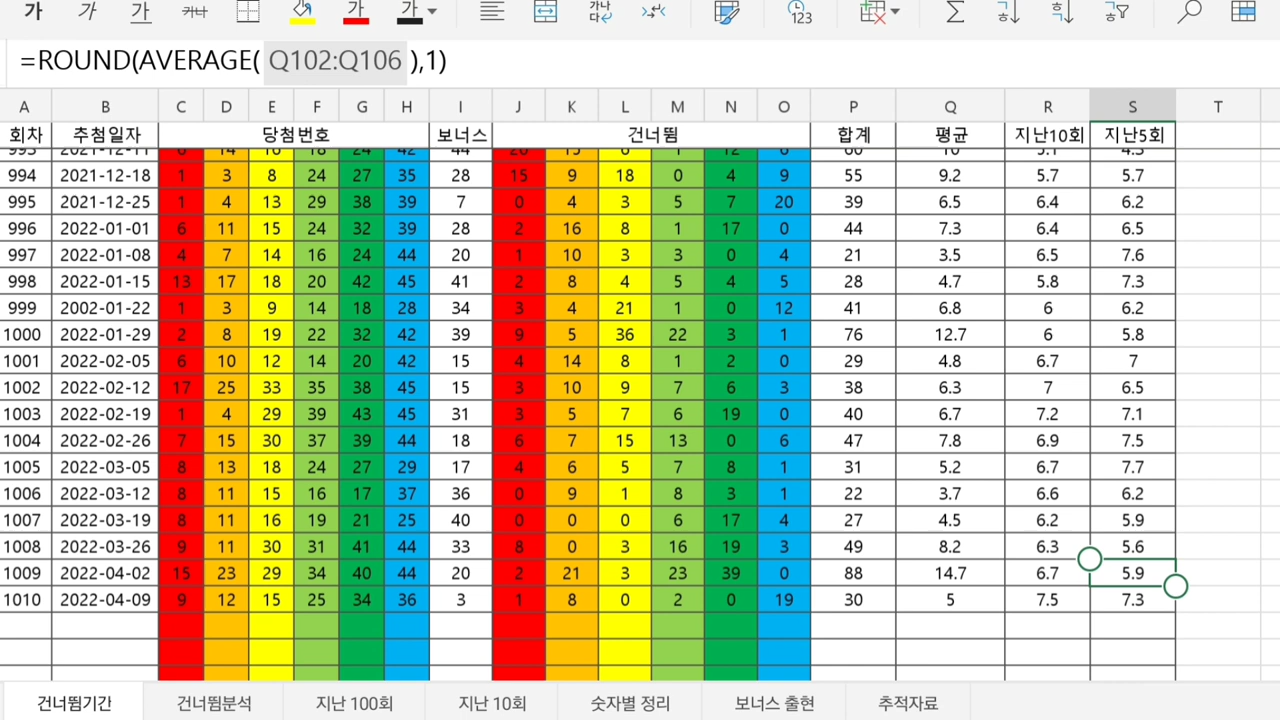 가 가 가 가나 가 가 가나다 123 ㄱㅎ ㅎㄱ ㄱㅎ
=ROUND(AVERAGE( Q102:Q106 ),1)
A B C D E F G H I J K L M N O P Q R S T
회차 추첨일자 당첨번호 보너스 건너뜀 합계 평균 지난10회 지난5회
993 2021-12-11 6 14 16 18 24 42 44 20 15 6 1 12 6 60 10 5.1 4.3
994 2021-12-18 1 3 8 24 27 35 28 15 9 18 0 4 9 55 9.2 5.7 5.7
995 2021-12-25 1 4 13 29 38 39 7 0 4 3 5 7 20 39 6.5 6.4 6.2
996 2022-01-01 6 11 15 24 32 39 28 2 16 8 1 17 0 44 7.3 6.4 6.5
997 2022-01-08 4 7 14 16 24 44 20 1 10 3 3 0 4 21 3.5 6.5 7.6
998 2022-01-15 13 17 18 20 42 45 41 2 8 4 5 4 5 28 4.7 5.8 7.3
999 2002-01-22 1 3 9 14 18 28 34 3 4 21 1 0 12 41 6.8 6 6.2
1000 2022-01-29 2 8 19 22 32 42 39 9 5 36 22 3 1 76 12.7 6 5.8
1001 2022-02-05 6 10 12 14 20 42 15 4 14 8 1 2 0 29 4.8 6.7 7
1002 2022-02-12 17 25 33 35 38 45 15 3 10 9 7 6 3 38 6.3 7 6.5
1003 2022-02-19 1 4 29 39 43 45 31 3 5 7 6 19 0 40 6.7 7.2 7.1
1004 2022-02-26 7 15 30 37 39 44 18 6 7 15 13 0 6 47 7.8 6.9 7.5
1005 2022-03-05 8 13 18 24 27 29 17 4 6 5 7 8 1 31 5.2 6.7 7.7
1006 2022-03-12 8 11 15 16 17 37 36 0 9 1 8 3 1 22 3.7 6.6 6.2
1007 2022-03-19 8 11 16 19 21 25 40 0 0 0 6 17 4 27 4.5 6.2 5.9
1008 2022-03-26 9 11 30 31 41 44 33 8 0 3 16 19 3 49 8.2 6.3 5.6
1009 2022-04-02 15 23 29 34 40 44 20 2 21 3 23 39 0 88 14.7 6.7 5.9
1010 2022-04-09 9 12 15 25 34 36 3 1 8 0 2 0 19 30 5 7.5 7.3
건너뜀기간 건너뜀분석 지난 100회 지난 10회 숫자별 정리 보너스 출현 추적자료